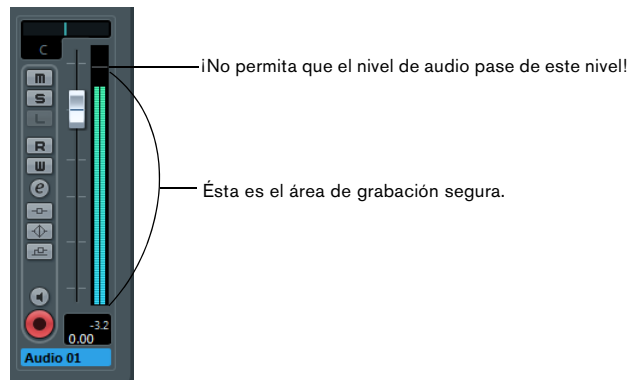 C
¡No permita que el nivel de audio pase de este nivel!
m
S
L
R
W
e
Ésta es el área de grabación segura.
-3.2
0.00
Audio 01